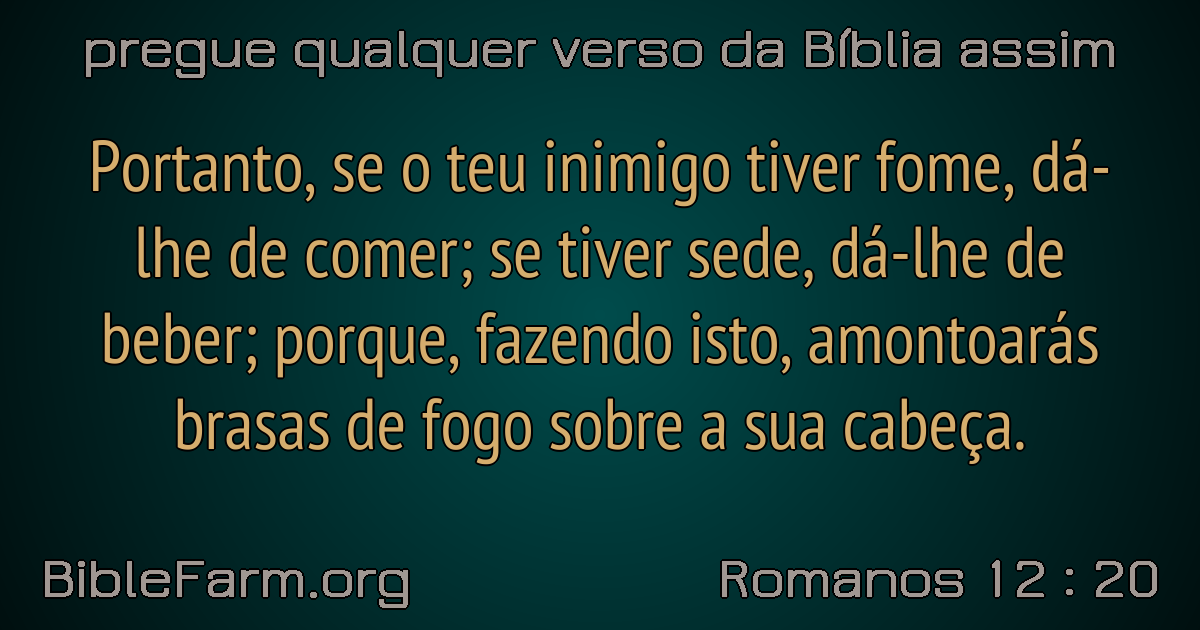 pregue qualquer verso da Bíblia assim
Portanto, se o teu inimigo tiver fome, dá-
lhe de comer; se tiver sede, dá-lhe de
beber; porque, fazendo isto, amontoarás
brasas de fogo sobre a sua cabeça.
BibleFarm.org
Romanos 12 : 20